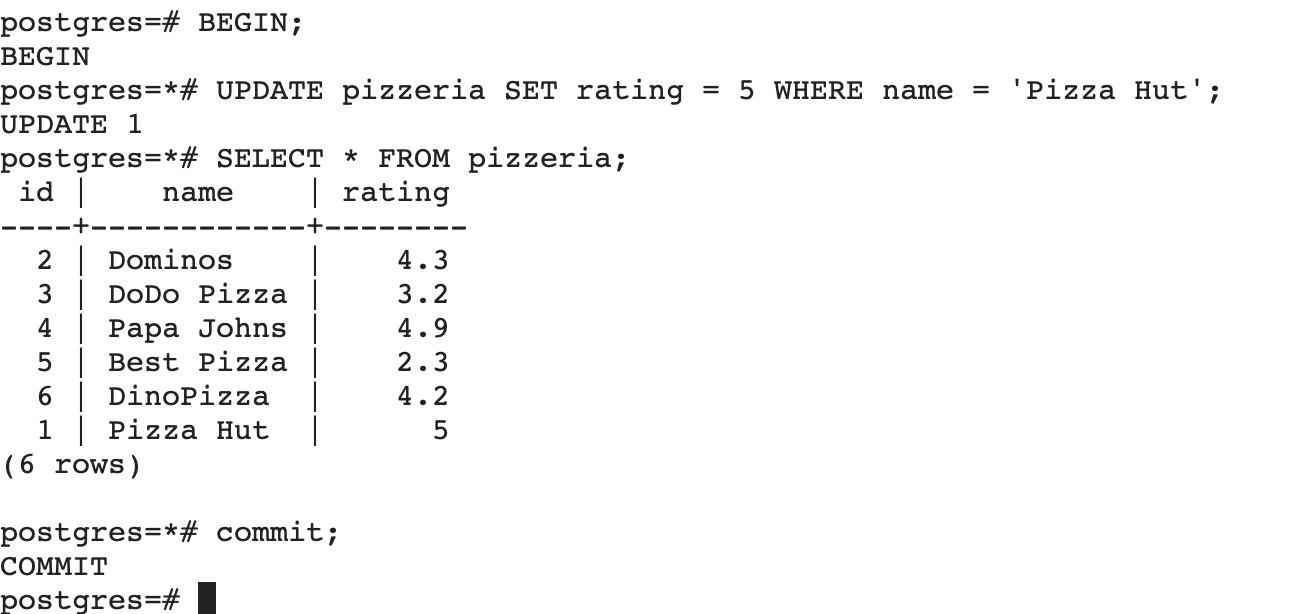 postgres=# BEGIN;
BEGIN
postgres=*# UPDATE pizzeria SET rating = 5 WHERE name = 'Pizza Hut';
UPDATE 1
postgres=*# SELECT * FROM pizzeria;
 id |    name    | rating
----+------------+--------
  2 | Dominos    |    4.3
  3 | DoDo Pizza |    3.2
  4 | Papa Johns |    4.9
  5 | Best Pizza |    2.3
  6 | DinoPizza  |    4.2
  1 | Pizza Hut  |      5
(6 rows)

postgres=*# commit;
COMMIT
postgres=#